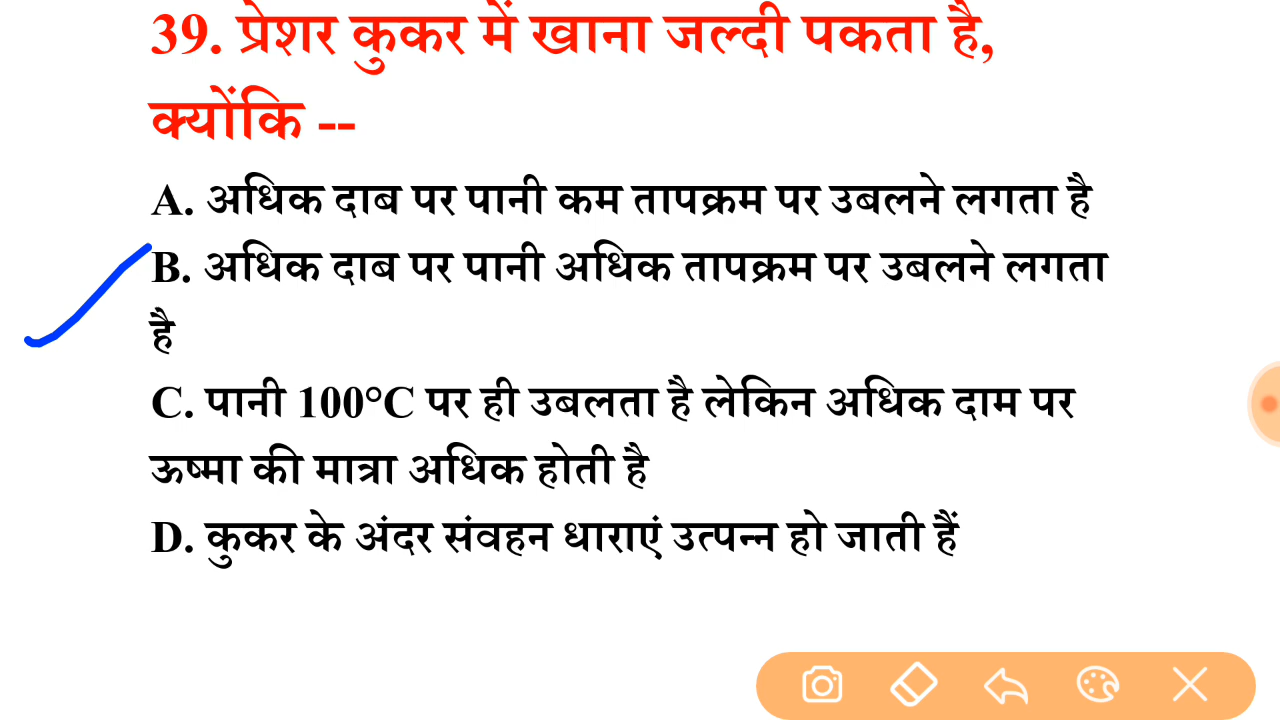 39. प्रेशर कुकर में खाना जल्दी पकता है,
क्योंकि --
A. अधिक दाब पर पानी कम तापक्रम पर उबलने लगता है
B. अधिक दाब पर पानी अधिक तापक्रम पर उबलने लगता
है
C. पानी 100°C पर ही उबलता है लेकिन अधिक दाम पर
ऊष्मा की मात्रा अधिक होती है
D. कुकर के अंदर संवहन धाराएं उत्पन्न हो जाती हैं